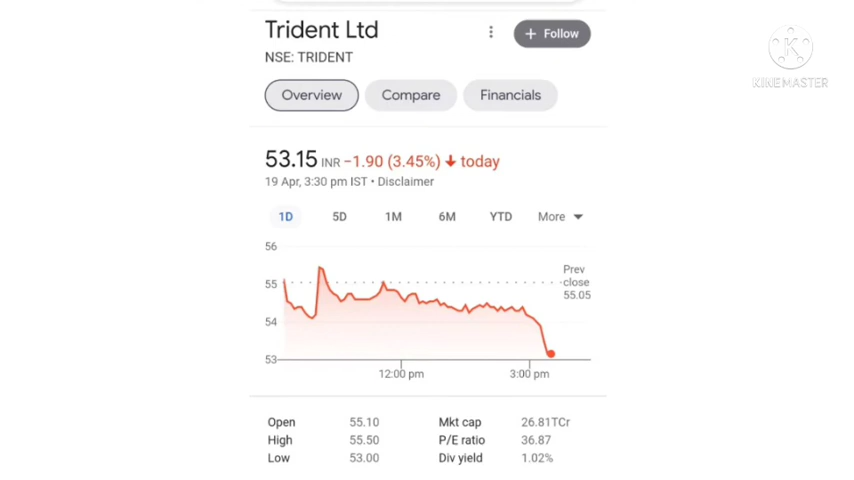 Trident Ltd
+ Follow
NSE: TRIDENT
K
KINEMASTER
Overview Compare Financials
53.15 INR −1.90 (3.45%) ↓ today
19 Apr, 3:30 pm IST • Disclaimer
1D 5D 1M 6M YTD More
56
55
54
53
Prev
close
55.05
12:00 pm 3:00 pm
Open 55.10 Mkt cap 26.81TCr
High 55.50 P/E ratio 36.87
Low 53.00 Div yield 1.02%